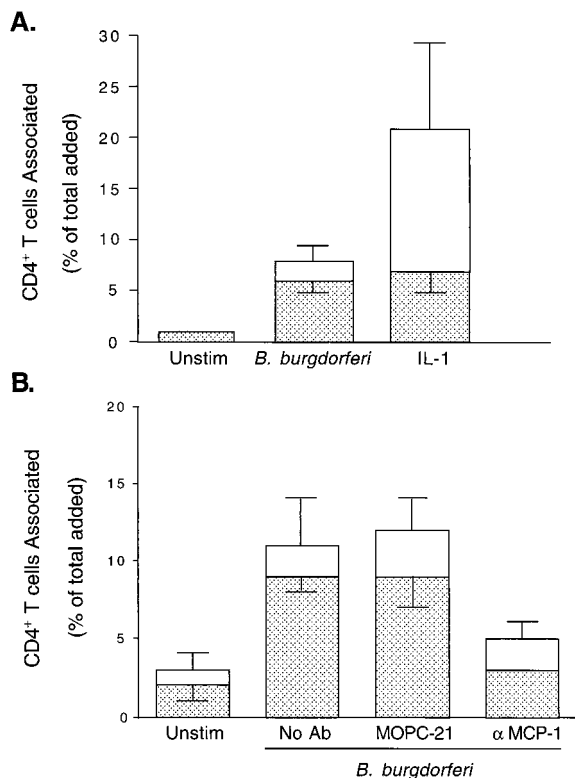 A.
CD4⁺ T cells Associated
(% of total added)
30
25
20
15
10
5
0
Unstim B. burgdorferi IL-1
B.
CD4⁺ T cells Associated
(% of total added)
20
15
10
5
0
Unstim No Ab MOPC-21 α MCP-1
B. burgdorferi